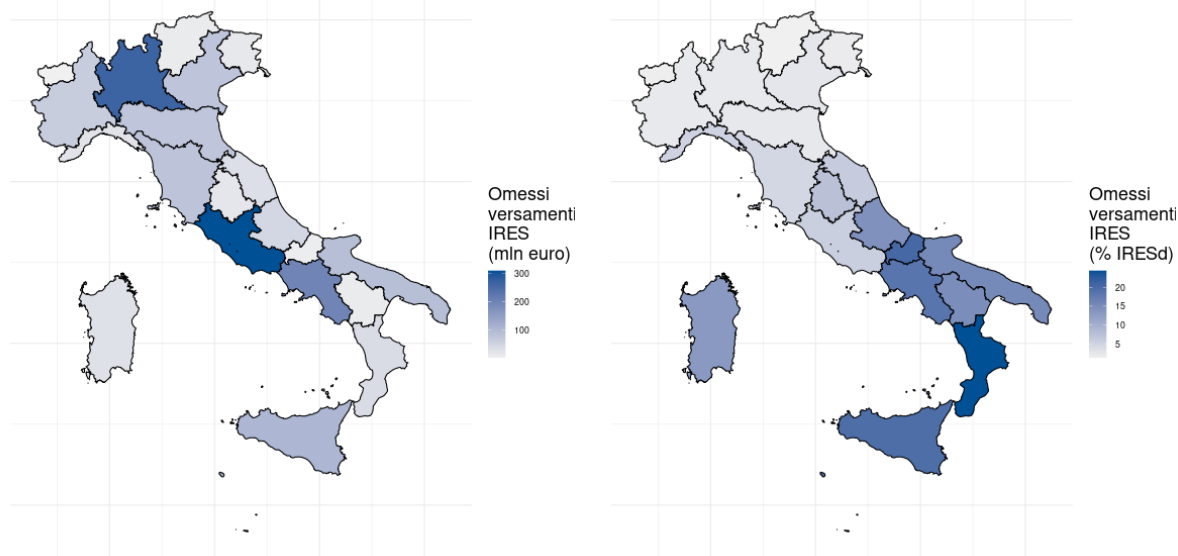 Omessi
versamenti
IRES
(mln euro)
300
200
100
Omessi
versamenti
IRES
(% IRESd)
20
15
10
5